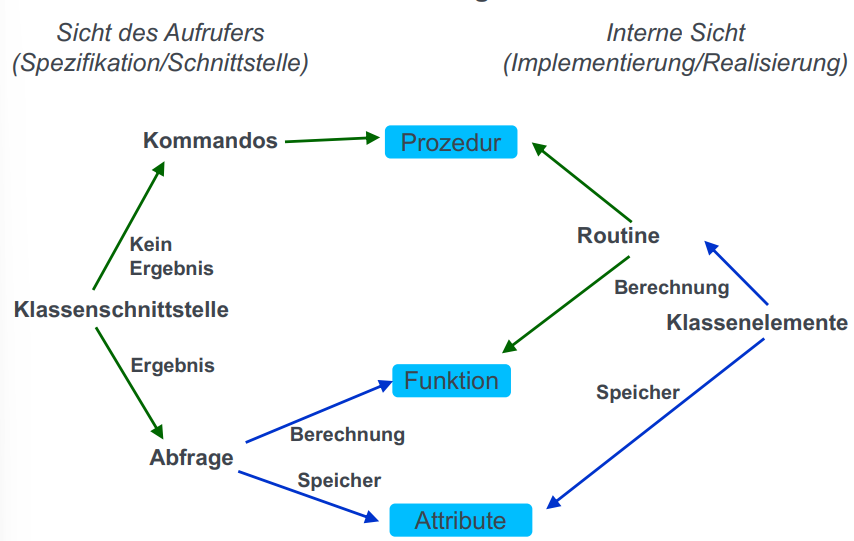 Sicht des Aufrufers
(Spezifikation/Schnittstelle)
Interne Sicht
(Implementierung/Realisierung)
Kommandos
Prozedur
Kein
Ergebnis
Routine
Berechnung
Klassenschnittstelle
Klassenelemente
Ergebnis
Funktion
Speicher
Berechnung
Abfrage
Speicher
Attribute